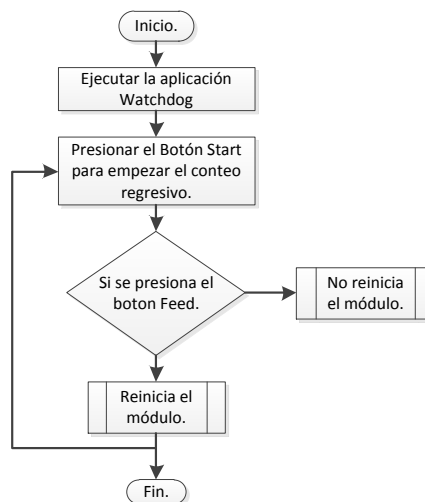 Inicio.
Ejecutar la aplicación
Watchdog
Presionar el Botón Start
para empezar el conteo
regresivo.
Si se presiona el
boton Feed.
No reinicia
el módulo.
Reinicia el
módulo.
Fin.